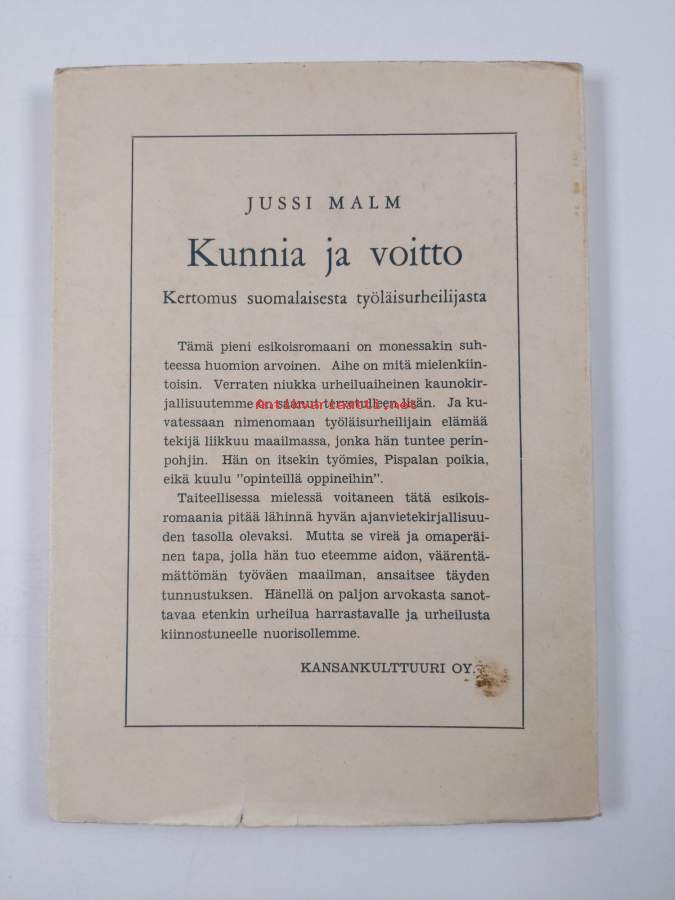 JUSSI MALM
Kunnia ja voitto
Kertomus suomalaisesta työläisurheilijasta
Tämä pieni esikoisromaani on monessakin suh-
teessa huomion arvoinen. Aihe on mitä mielenkiin-
toisin. Verraten niukka urheiluaiheinen kaunokir-
jallisuutemme on saanut tervetulleen lisän. Ja ku-
Antikvariaatti.net
vatessaan nimenomaan työläisurheilijain elämää
tekijä liikkuu maailmassa, jonka hän tuntee perin-
pohjin. Hän on itsekin työmies, Pispalan poikia,
eikä kuulu "opinteillä oppineihin".
Taiteellisessa mielessä voitaneen tätä esikois-
romaania pitää lähinnä hyvän ajanvietekirjallisuu-
den tasolla olevaksi. Mutta se vireä ja omaperäi-
nen tapa, jolla hän tuo eteemme aidon, väärentä-
mättömän työväen maailman, ansaitsee täyden
tunnustuksen. Hänellä on paljon arvokasta sanot-
tavaa etenkin urheilua harrastavalle ja urheilusta
kiinnostuneelle nuorisollemme.
KANSANKULTTUURI OY.